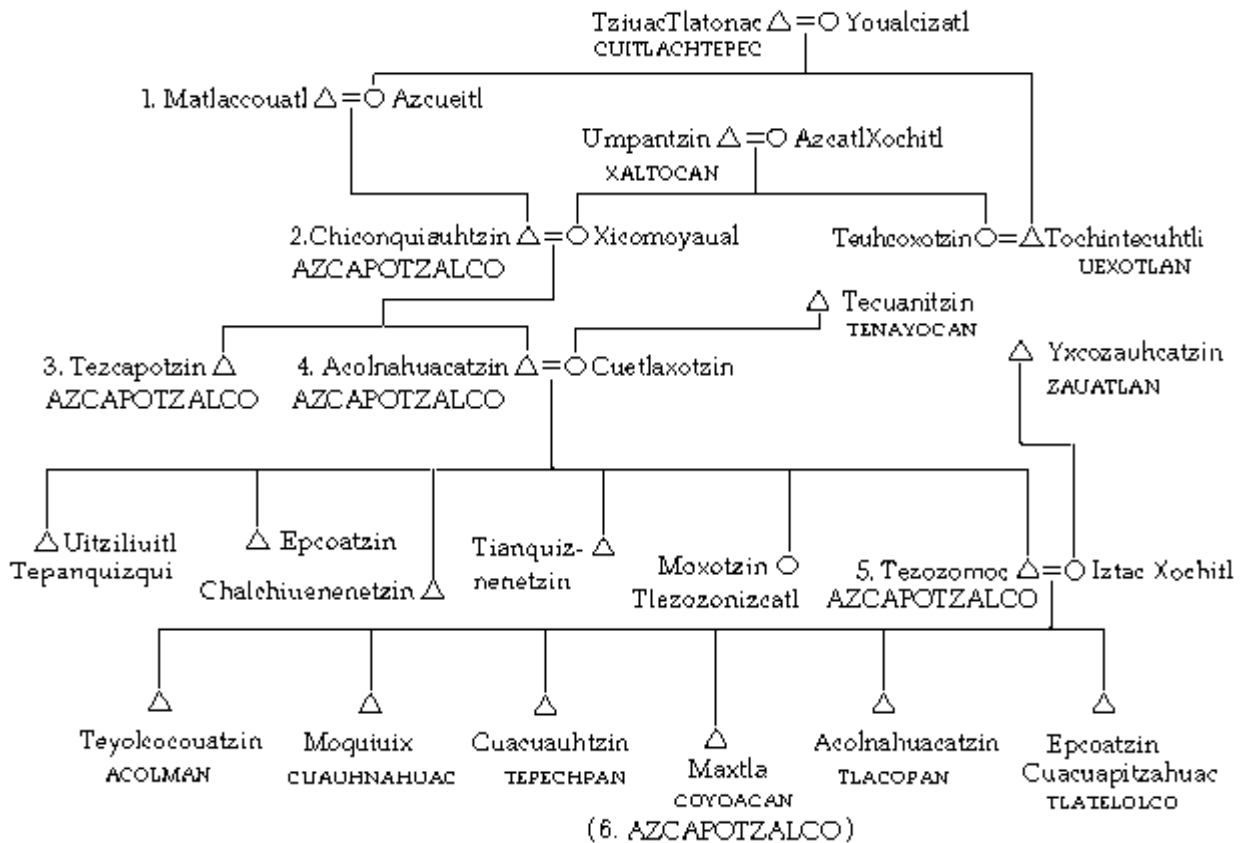 TziuacTlatonac = Youalcizatl
CUITLACHTEPEC
1. Matlaccouatl = Azcueitl
Umpantzin = AzcatlXochitl
XALTOCAN
2.Chiconquiauhtzin = Xicomoyaual
AZCAPOTZALCO
Teuhcoxotzin = Tochintecuhtli
UEXOTLAN
Tecuanitzin
TENAYOCAN
3. Tezcapotzin
AZCAPOTZALCO
4. Acolnahuacatzin = Cuetlaxotzin
AZCAPOTZALCO
Yxcozauhcatzin
ZAUATLAN
Uitziliuitl
Tepanquizqui
Epcoatzin
Chalchiuenenetzin
Tianquiz-
nenetzin
Moxotzin
Tlezozonizcatl
5. Tezozomoc = Iztac Xochitl
AZCAPOTZALCO
Teyolcocouatzin
ACOLMAN
Moquiuix
CUAUHNAHUAC
Cuacuauhtzin
TEPECHPAN
Maxtla
COYOACAN
(6. AZCAPOTZALCO)
Acolnahuacatzin
TLACOPAN
Epcoatzin
Cuacuapitzahuac
TLATELOLCO